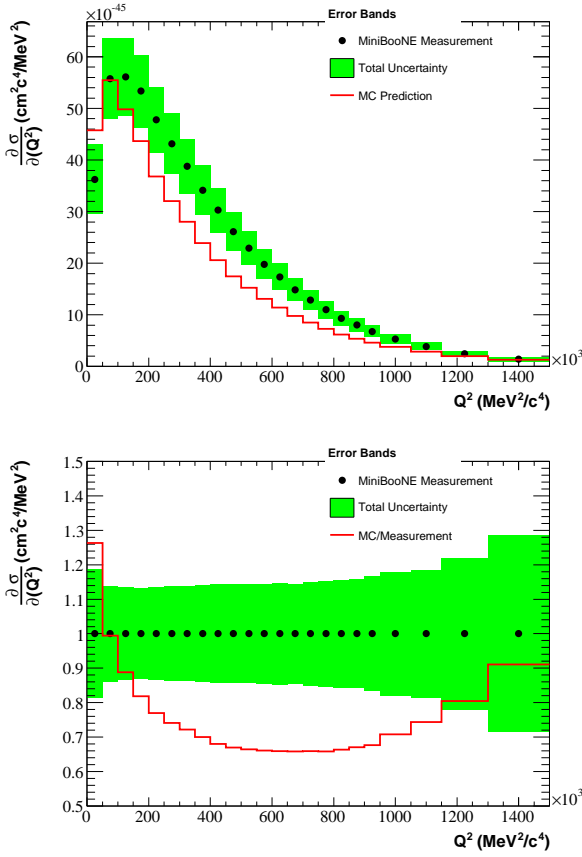 ×10⁻⁴⁵
Error Bands
MiniBooNE Measurement
Total Uncertainty
MC Prediction
∂σ/∂(Q²) (cm²c⁴/MeV²)
60
50
40
30
20
10
0
0 200 400 600 800 1000 1200 1400
×10³
Q² (MeV²/c⁴)
Error Bands
MiniBooNE Measurement
Total Uncertainty
MC/Measurement
∂σ/∂(Q²) (cm²c⁴/MeV²)
1.5
1.4
1.3
1.2
1.1
1
0.9
0.8
0.7
0.6
0.5
0 200 400 600 800 1000 1200 1400
×10³
Q² (MeV²/c⁴)